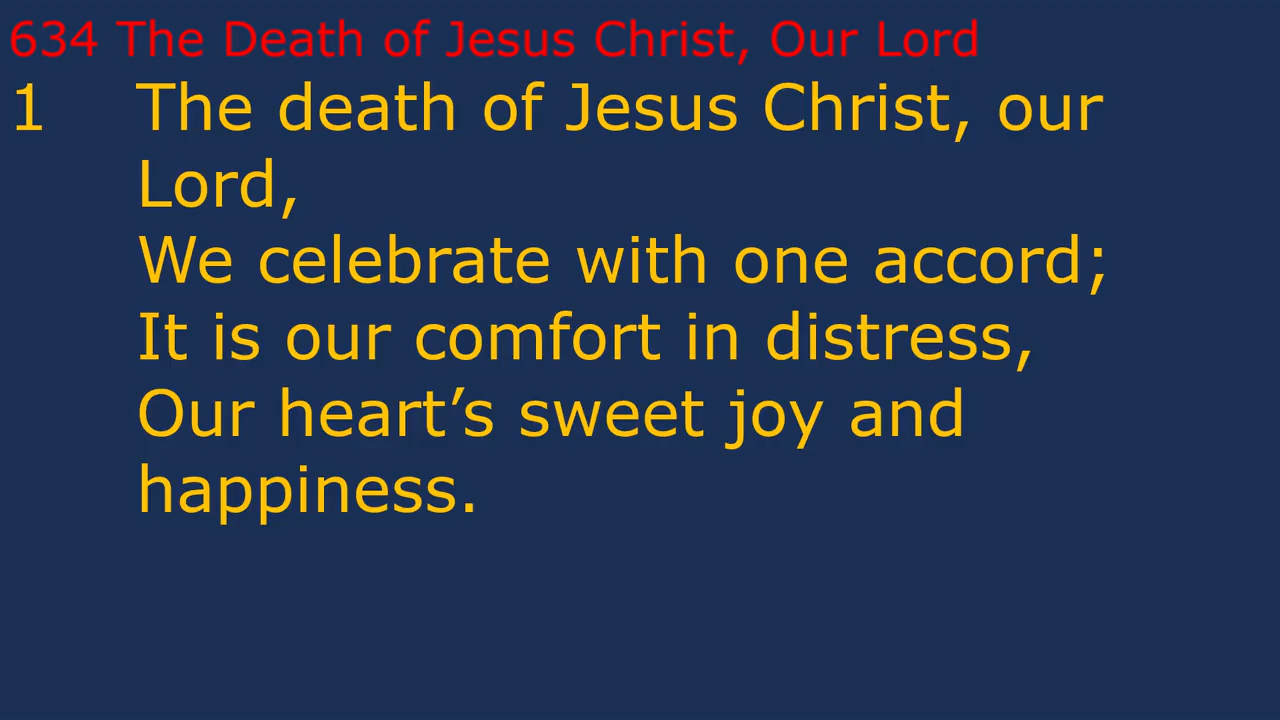 634 The Death of Jesus Christ, Our Lord
1 The death of Jesus Christ, our
Lord,
We celebrate with one accord;
It is our comfort in distress,
Our heart’s sweet joy and
happiness.